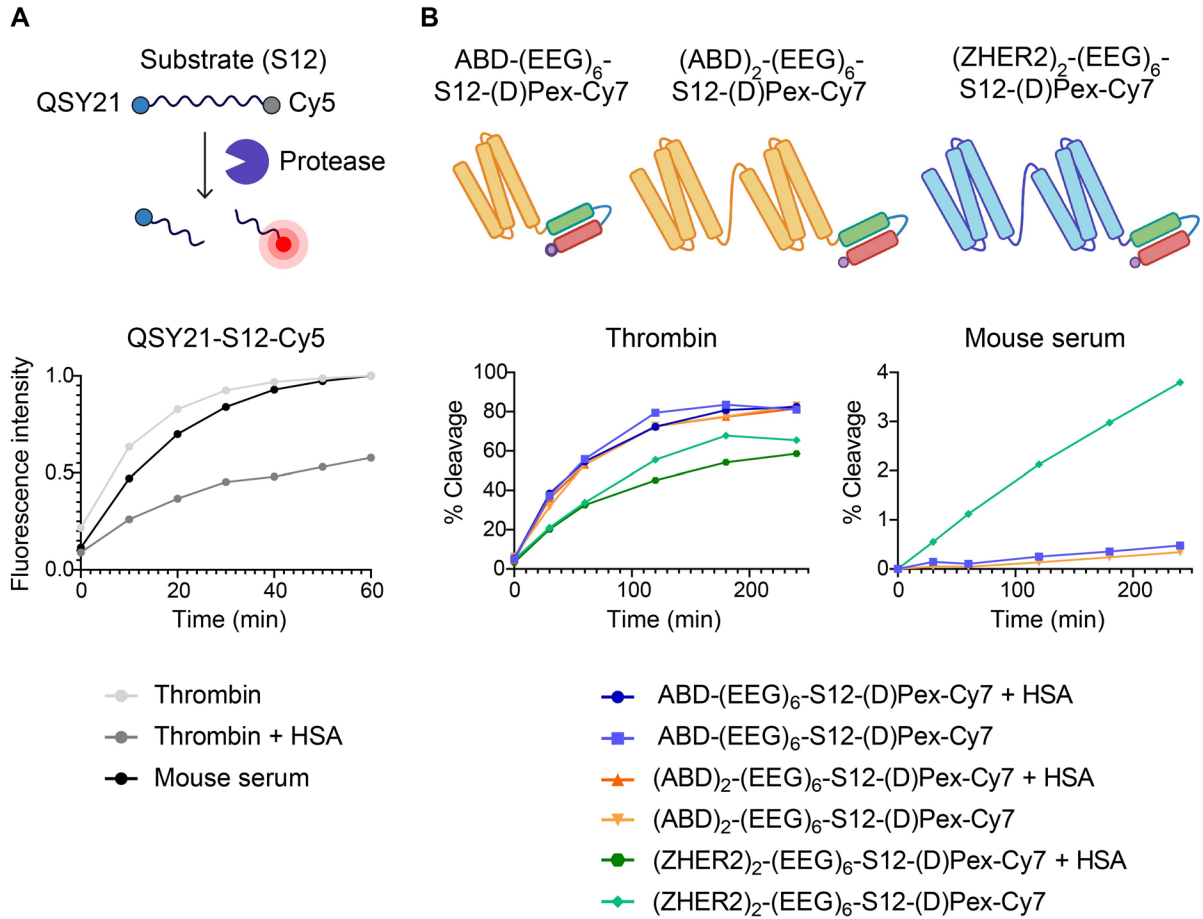 A
Substrate (S12)
QSY21
Cy5
Protease
QSY21-S12-Cy5
Fluorescence intensity
1.0
0.5
0.0
0
20
40
60
Time (min)
Thrombin
Thrombin + HSA
Mouse serum
B
ABD-(EEG)₆-
S12-(D)Pex-Cy7
(ABD)₂-(EEG)₆-
S12-(D)Pex-Cy7
(ZHER2)₂-(EEG)₆-
S12-(D)Pex-Cy7
Thrombin
% Cleavage
100
80
60
40
20
0
0
100
200
Time (min)
Mouse serum
% Cleavage
4
3
2
1
0
0
100
200
Time (min)
ABD-(EEG)₆-S12-(D)Pex-Cy7 + HSA
ABD-(EEG)₆-S12-(D)Pex-Cy7
(ABD)₂-(EEG)₆-S12-(D)Pex-Cy7 + HSA
(ABD)₂-(EEG)₆-S12-(D)Pex-Cy7
(ZHER2)₂-(EEG)₆-S12-(D)Pex-Cy7 + HSA
(ZHER2)₂-(EEG)₆-S12-(D)Pex-Cy7